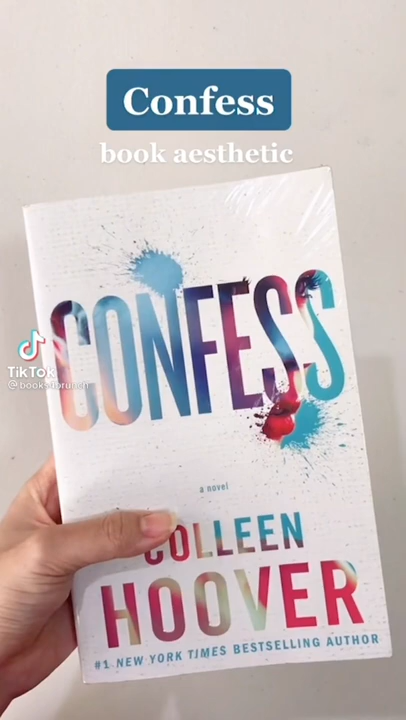 Confess
book aesthetic
CONFESS
TikTok
a novel
COLLEEN
HOOVER
#1 NEW YORK TIMES BESTSELLING AUTHOR